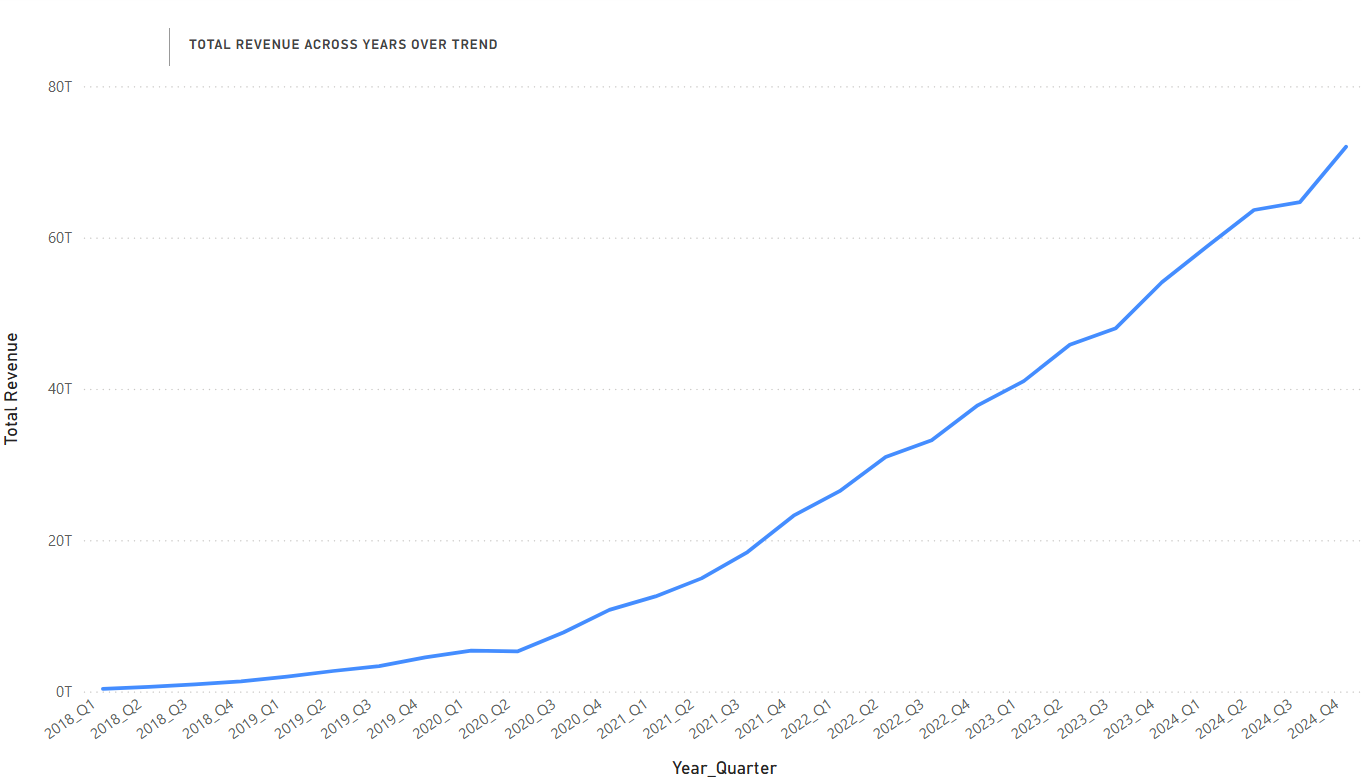 TOTAL REVENUE ACROSS YEARS OVER TREND
80T
60T
40T
20T
0T
Total Revenue
2018_Q1
2018_Q2
2018_Q3
2018_Q4
2019_Q1
2019_Q2
2019_Q3
2019_Q4
2020_Q1
2020_Q2
2020_Q3
2020_Q4
2021_Q1
2021_Q2
2021_Q3
2021_Q4
2022_Q1
2022_Q2
2022_Q3
2022_Q4
2023_Q1
2023_Q2
2023_Q3
2023_Q4
2024_Q1
2024_Q2
2024_Q3
2024_Q4
Year_Quarter